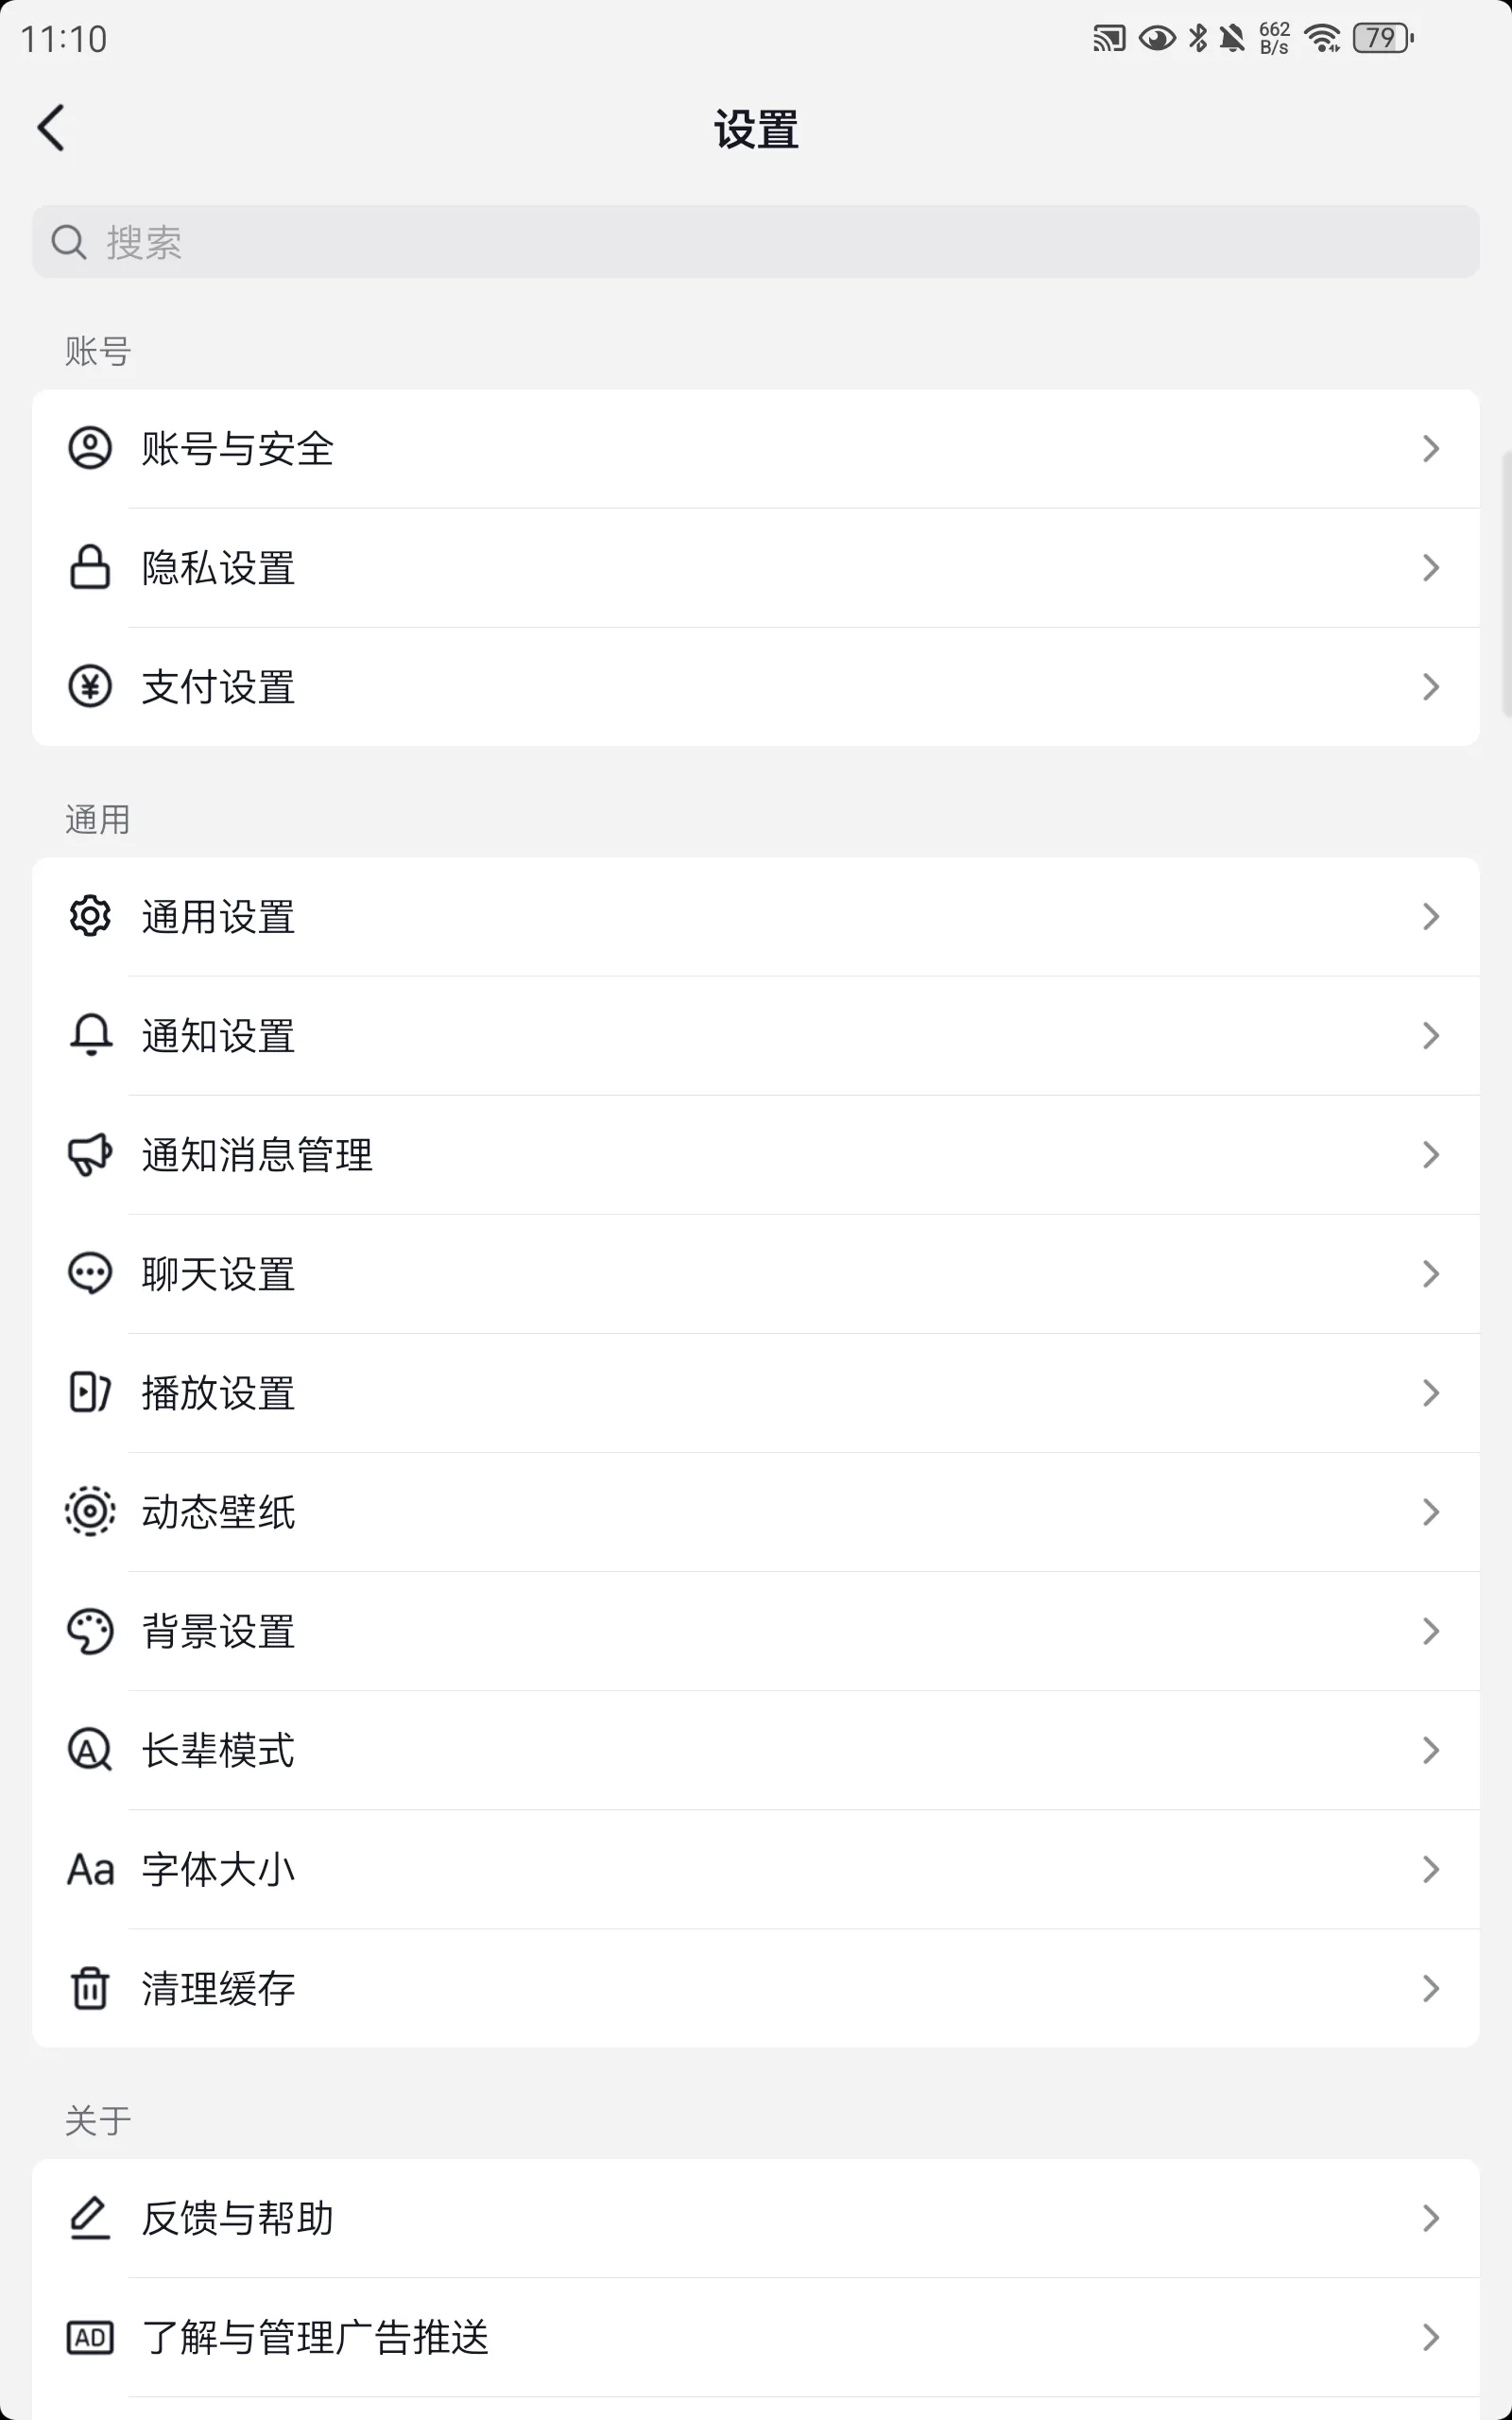 11:10
662
B/s
79
设置
搜索
账号
账号与安全
隐私设置
支付设置
通用
通用设置
通知设置
通知消息管理
聊天设置
播放设置
动态壁纸
背景设置
长辈模式
Aa 字体大小
清理缓存
关于
反馈与帮助
AD 了解与管理广告推送